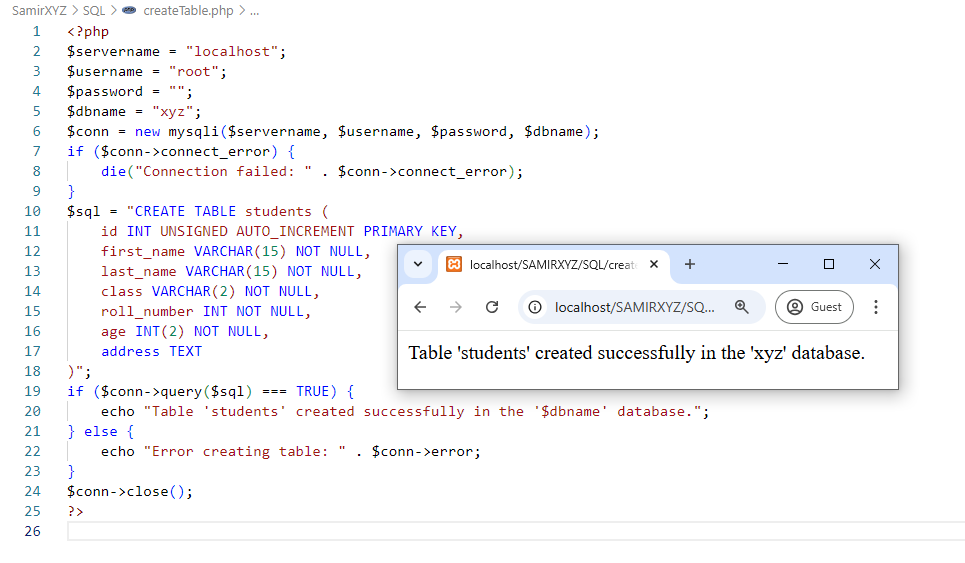 SamirXYZ > SQL > createTable.php > ...
1 <?php
2 $servername = "localhost";
3 $username = "root";
4 $password = "";
5 $dbname = "xyz";
6 $conn = new mysqli($servername, $username, $password, $dbname);
7 if ($conn->connect_error) {
8     die("Connection failed: " . $conn->connect_error);
9 }
10 $sql = "CREATE TABLE students (
11     id INT UNSIGNED AUTO_INCREMENT PRIMARY KEY,
12     first_name VARCHAR(15) NOT NULL,
13     last_name VARCHAR(15) NOT NULL,
14     class VARCHAR(2) NOT NULL,
15     roll_number INT NOT NULL,
16     age INT(2) NOT NULL,
17     address TEXT
18 )";
19 if ($conn->query($sql) === TRUE) {
20     echo "Table 'students' created successfully in the '$dbname' database.";
21 } else {
22     echo "Error creating table: " . $conn->error;
23 }
24 $conn->close();
25 ?>
26
localhost/SAMIRXYZ/SQL/create
localhost/SAMIRXYZ/SQ...
Guest
Table 'students' created successfully in the 'xyz' database.